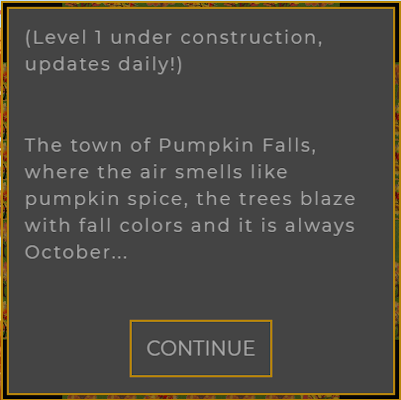 (Level 1 under construction,
updates daily!)
The town of Pumpkin Falls,
where the air smells like
pumpkin spice, the trees blaze
with fall colors and it is always
October...
CONTINUE